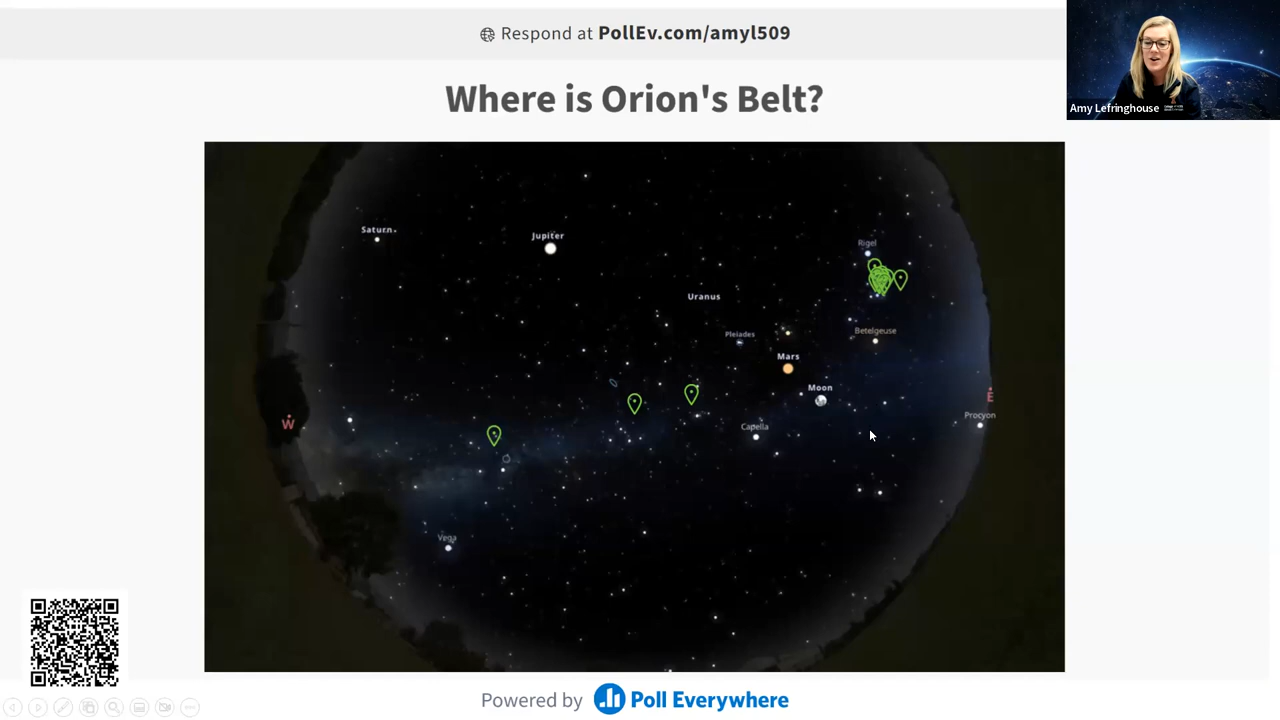 Respond at PollEv.com/amyl509
Amy Lefringhouse
Where is Orion's Belt?
Saturn
Jupiter
Rigel
Uranus
Pleiades
Betelgeuse
Mars
Moon
E
Procyon
W
Capella
Vega
Powered by Poll Everywhere